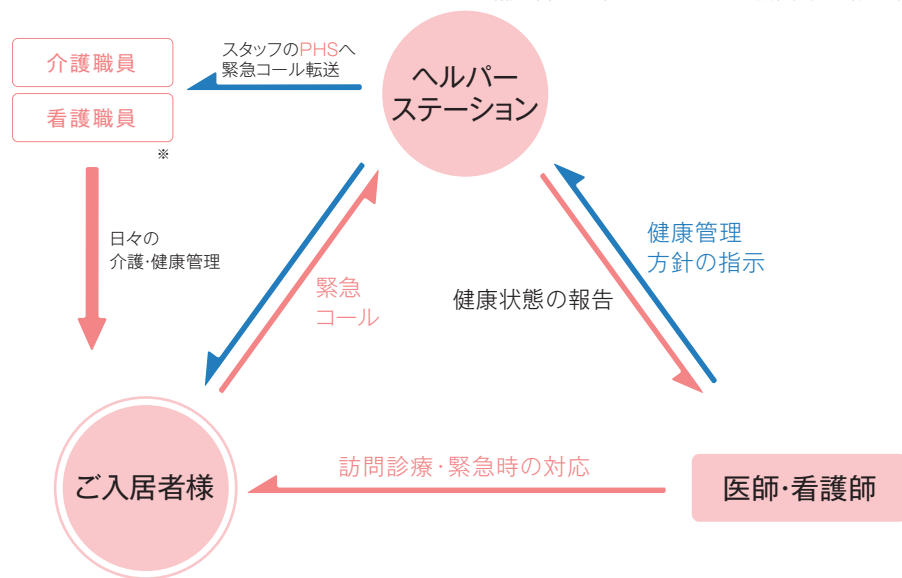 介護職員
看護職員
※
スタッフのPHSへ
緊急コール転送
ヘルパー
ステーション
日々の
介護・健康管理
緊急
コール
健康状態の報告
健康管理
方針の指示
ご入居者様
訪問診療・緊急時の対応
医師・看護師